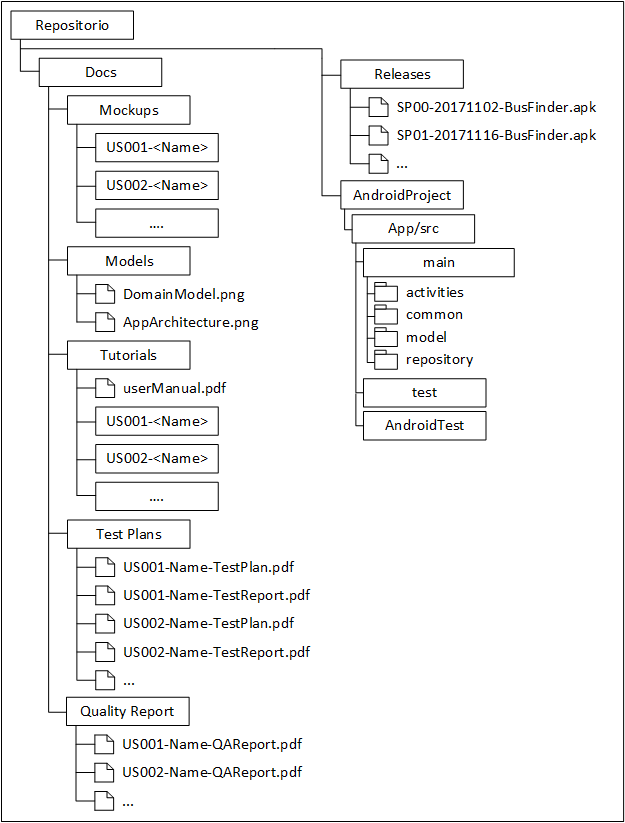 Repositorio
Docs
Mockups
US001-<Name>
US002-<Name>
....
Models
DomainModel.png
AppArchitecture.png
Tutorials
userManual.pdf
US001-<Name>
US002-<Name>
....
Test Plans
US001-Name-TestPlan.pdf
US001-Name-TestReport.pdf
US002-Name-TestPlan.pdf
US002-Name-TestReport.pdf
...
Quality Report
US001-Name-QAReport.pdf
US002-Name-QAReport.pdf
...
Releases
SP00-20171102-BusFinder.apk
SP01-20171116-BusFinder.apk
...
AndroidProject
App/src
main
activities
common
model
repository
test
AndroidTest